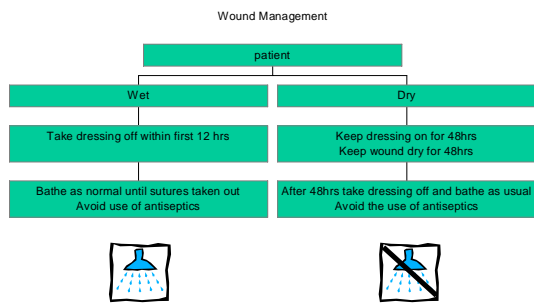 Wound Management
patient
Wet
Dry
Take dressing off within first 12 hrs
Keep dressing on for 48hrs
Keep wound dry for 48hrs
Bathe as normal until sutures taken out
Avoid use of antiseptics
After 48hrs take dressing off and bathe as usual
Avoid the use of antiseptics